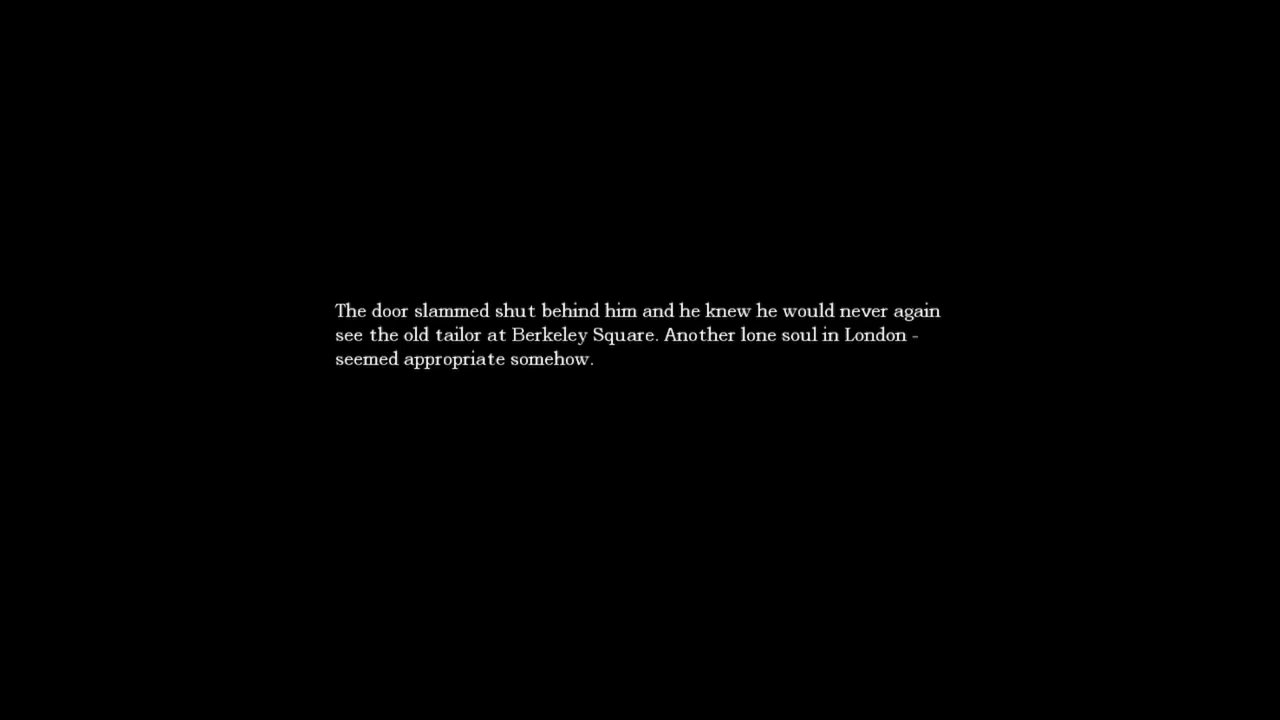 The door slammed shut behind him and he knew he would never again
see the old tailor at Berkeley Square. Another lone soul in London -
seemed appropriate somehow.